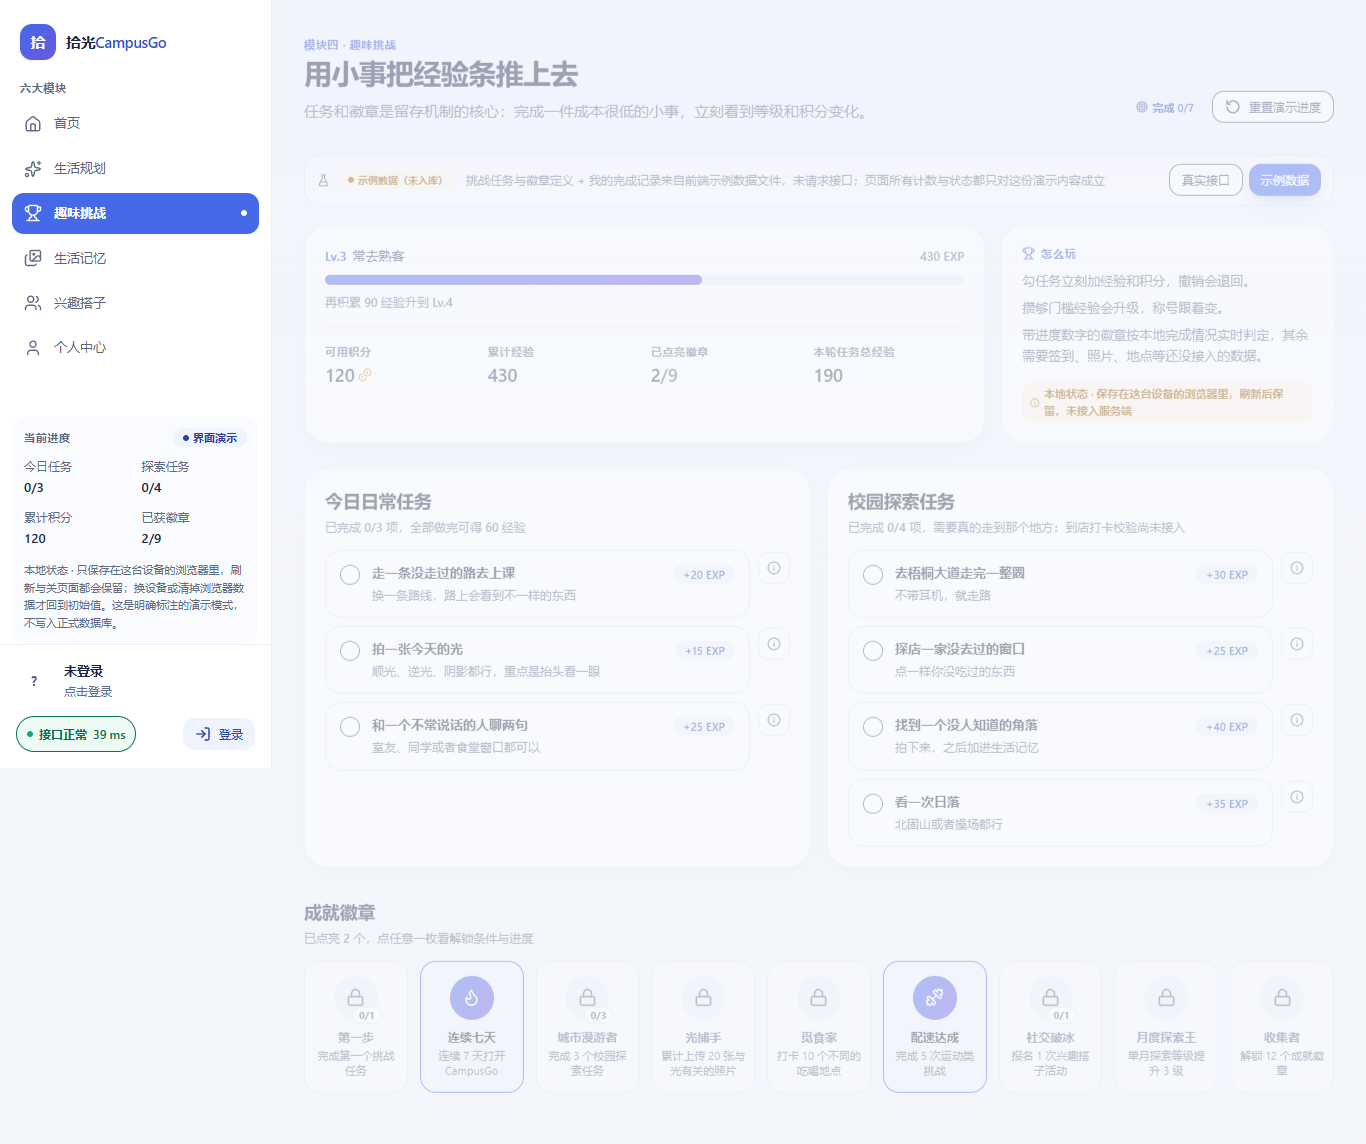 拾 拾光CampusGo
六大模块
首页
生活规划
趣味挑战
生活记忆
兴趣搭子
个人中心
当前进度
界面演示
今日任务 探索任务
0/3 0/4
累计积分 已获徽章
120 2/9
本地状态 · 只保存在这台设备的浏览器里，刷
新与关页面都会保留；换设备或清掉浏览器数
据才回到初始值。这是明确标注的演示模式，
不写入正式数据库。
? 未登录
点击登录
接口正常 39 ms
登录
模块四 · 趣味挑战
用小事把经验条推上去
任务和徽章是留存机制的核心：完成一件成本很低的小事，立刻看到等级和积分变化。
完成 0/7
重置演示进度
示例数据（未入库） 挑战任务与徽章定义 + 我的完成记录来自前端示例数据文件，未请求接口；页面所有计数与状态都只对这份演示内容成立
真实接口
示例数据
Lv.3 常去熟客
430 EXP
再积累 90 经验升到 Lv.4
可用积分 累计经验 已点亮徽章 本轮任务总经验
120 430 2/9 190
怎么玩
勾任务立刻加经验和积分，撤销会退回。
攒够门槛经验会升级，称号跟着变。
带进度数字的徽章按本地完成情况实时判定，其余
需要签到、照片、地点等还没接入的数据。
本地状态 · 保存在这台设备的浏览器里，刷新后保
留，未接入服务端
今日日常任务
已完成 0/3 项，全部做完可得 60 经验
走一条没走过的路去上课 +20 EXP
换一条路线，路上会看到不一样的东西
拍一张今天的光 +15 EXP
顺光、逆光、阴影都行，重点是抬头看一眼
和一个不常说话的人聊两句 +25 EXP
室友、同学或者食堂窗口都可以
校园探索任务
已完成 0/4 项，需要真的走到那个地方；到店打卡校验尚未接入
去梧桐大道走完一整圈 +30 EXP
不带耳机，就走路
探店一家没去过的窗口 +25 EXP
点一样你没吃过的东西
找到一个没人知道的角落 +40 EXP
拍下来，之后加进生活记忆
看一次日落 +35 EXP
北固山或者操场都行
成就徽章
已点亮 2 个，点任意一枚看解锁条件与进度
0/1
第一步
完成第一个挑战
任务
连续七天
连续 7 天打开
CampusGo
0/3
城市漫游者
完成 3 个校园探
索任务
光捕手
累计上传 20 张与
光有关的照片
觅食家
打卡 10 个不同的
吃喝地点
配速达成
完成 5 次运动类
挑战
0/1
社交破冰
报名 1 次兴趣搭
子活动
月度探索王
单月探索等级提
升 3 级
收集者
解锁 12 个成就徽
章